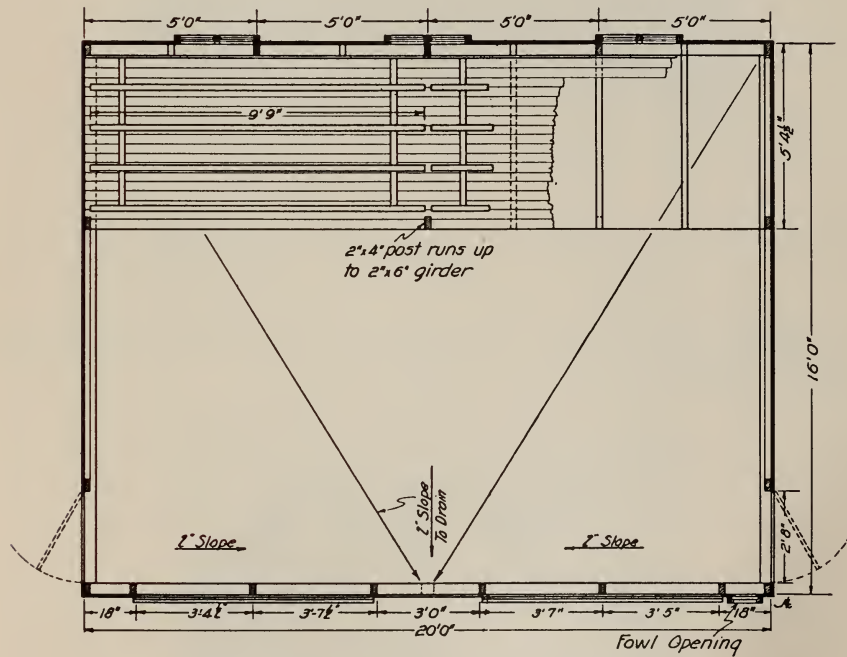 5'0" 5'0" 5'0" 5'0"
9'9"
5'4½"
2"x4" post runs up
to 2"x6" girder
16'0"
2" Slope
To Drain
2" Slope
2" Slope
2'8"
18" 3'-4½" 3'-7½" 3'0" 3'7" 3'-5" 18"
20'0"
Fowl Opening